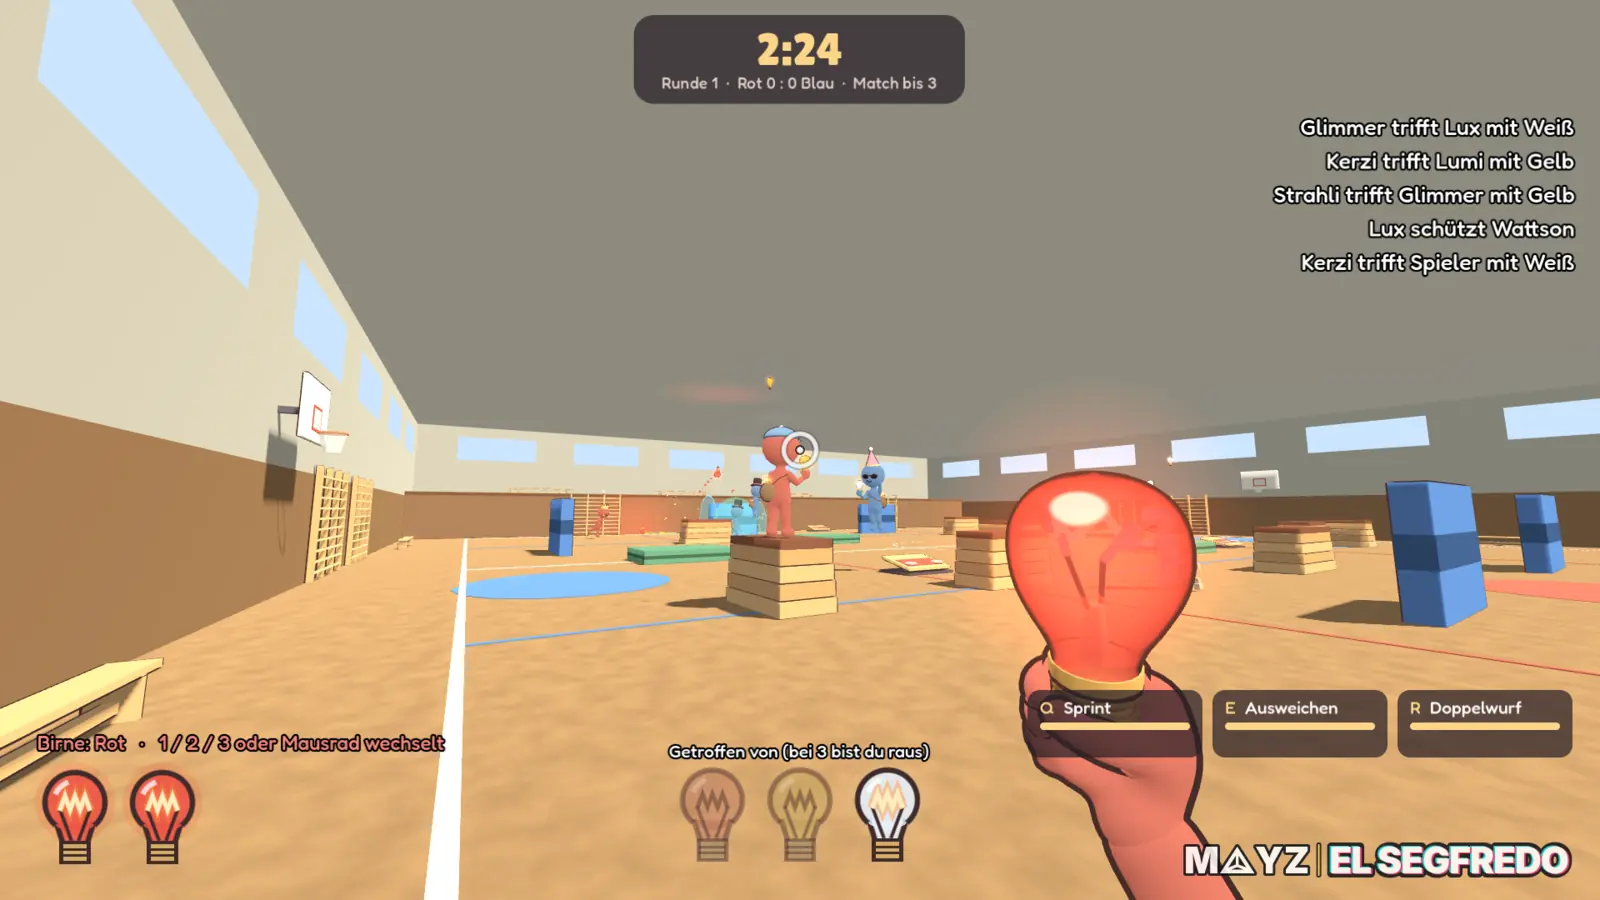 2:24
Runde 1 · Rot 0 : 0 Blau · Match bis 3
Glimmer trifft Lux mit Weiß
Kerzi trifft Lumi mit Gelb
Strahli trifft Glimmer mit Gelb
Lux schützt Wattson
Kerzi trifft Spieler mit Weiß
Q Sprint
E Ausweichen
R Doppelwurf
Birne: Rot · 1 / 2 / 3 oder Mausrad wechselt
Getroffen von (bei 3 bist du raus)
MAYZ | EL SEGFREDO